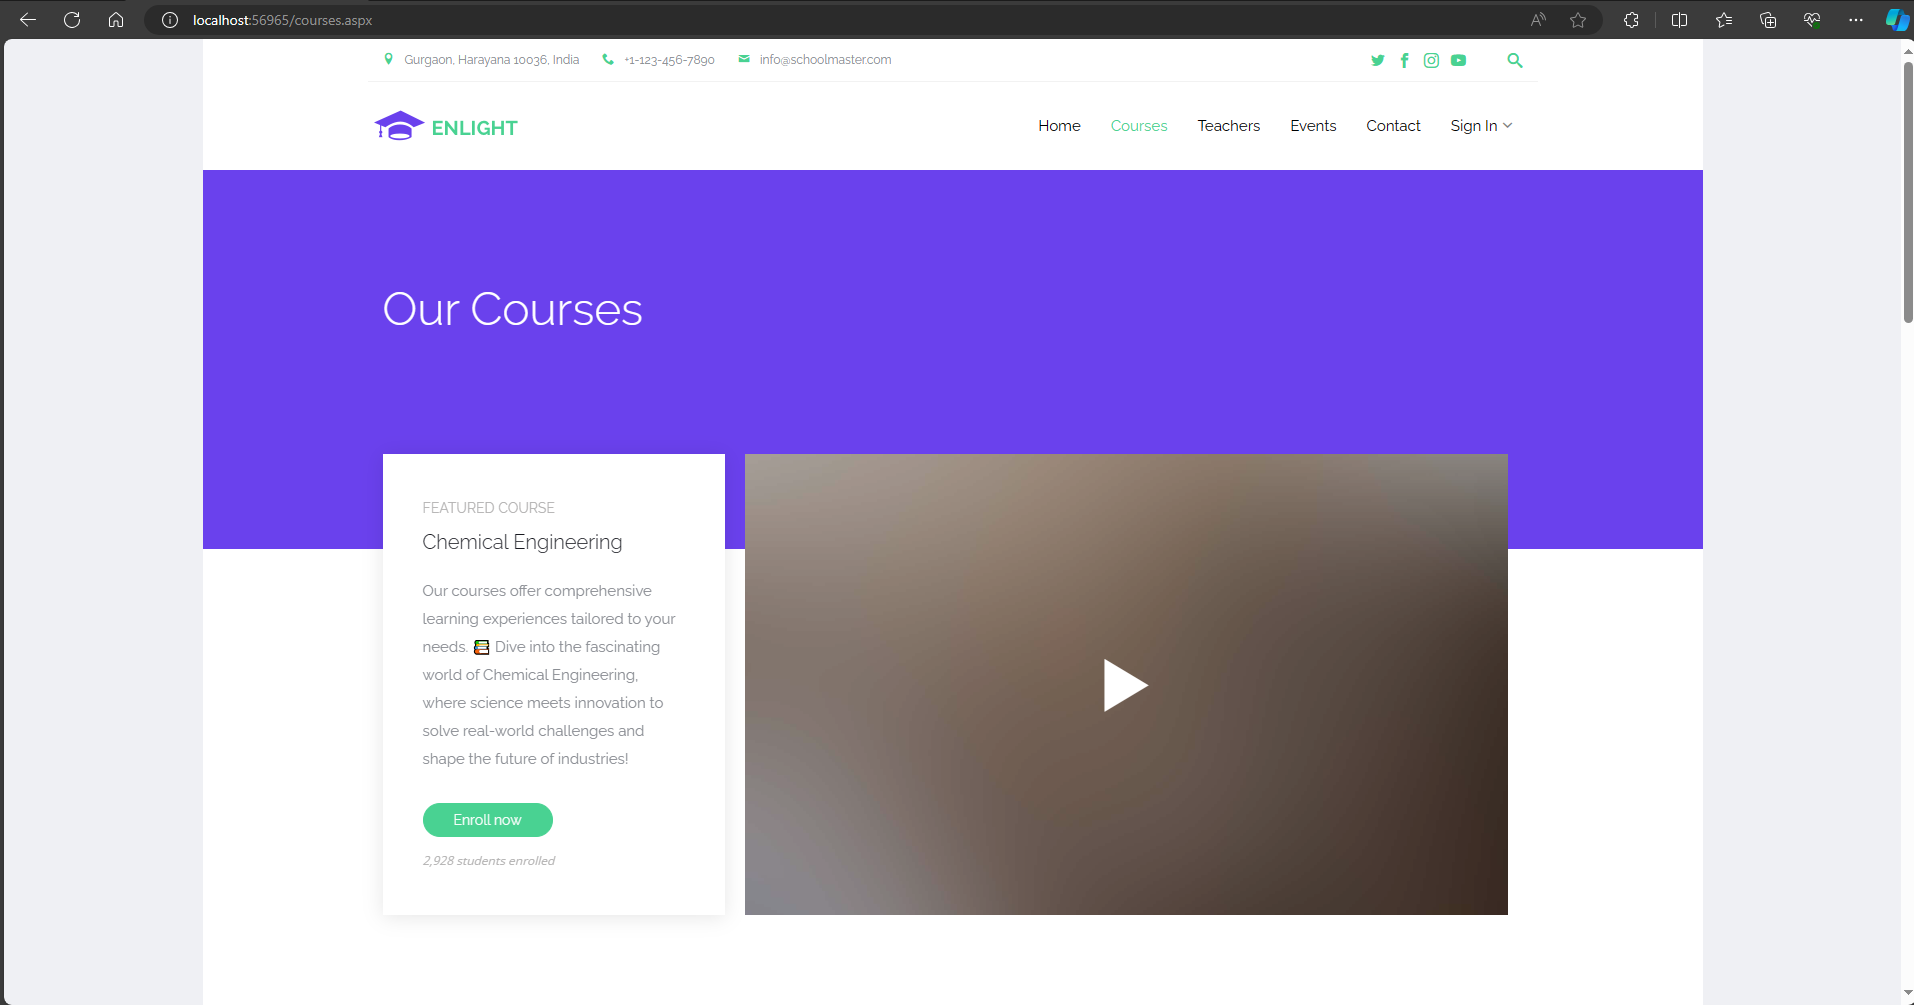 localhost:56965/courses.aspx
Gurgaon, Harayana 10036, India +1-123-456-7890 info@schoolmaster.com
ENLIGHT
Home Courses Teachers Events Contact Sign In
Our Courses
FEATURED COURSE
Chemical Engineering
Our courses offer comprehensive
learning experiences tailored to your
needs. 📚 Dive into the fascinating
world of Chemical Engineering,
where science meets innovation to
solve real-world challenges and
shape the future of industries!
Enroll now
2,928 students enrolled